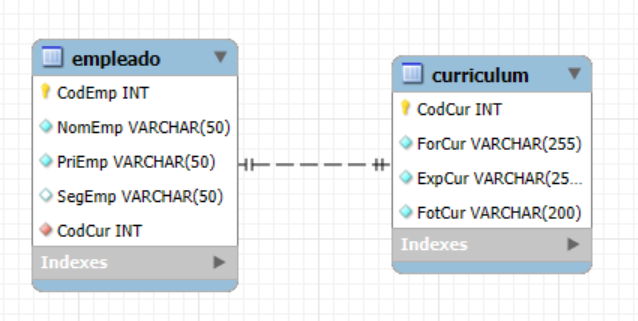 empleado
CodEmp INT
NomEmp VARCHAR(50)
PriEmp VARCHAR(50)
SegEmp VARCHAR(50)
CodCur INT
Indexes
curriculum
CodCur INT
ForCur VARCHAR(255)
ExpCur VARCHAR(25...
FotCur VARCHAR(200)
Indexes